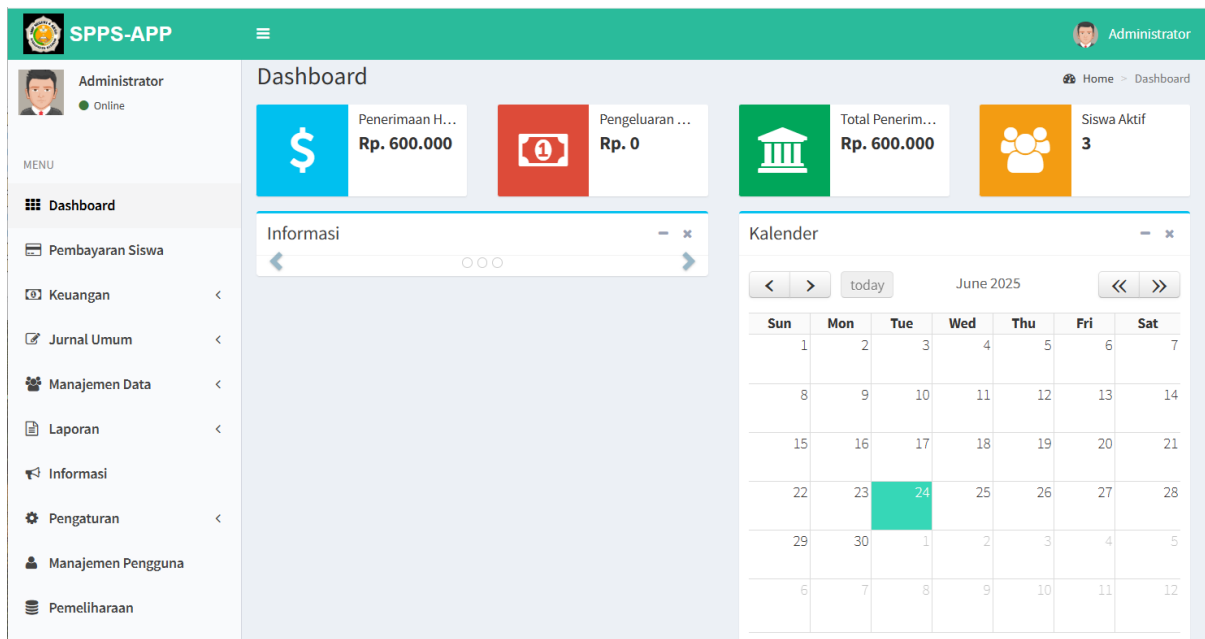 SPPS-APP
Administrator
Administrator
Online
MENU
Dashboard
Pembayaran Siswa
Keuangan
Jurnal Umum
Manajemen Data
Laporan
Informasi
Pengaturan
Manajemen Pengguna
Pemeliharaan
Dashboard
Home > Dashboard
Penerimaan H...
Rp. 600.000
Pengeluaran ...
Rp. 0
Total Penerim...
Rp. 600.000
Siswa Aktif
3
Informasi
Kalender
today
June 2025
Sun Mon Tue Wed Thu Fri Sat
1 2 3 4 5 6 7
8 9 10 11 12 13 14
15 16 17 18 19 20 21
22 23 24 25 26 27 28
29 30 1 2 3 4 5
6 7 8 9 10 11 12